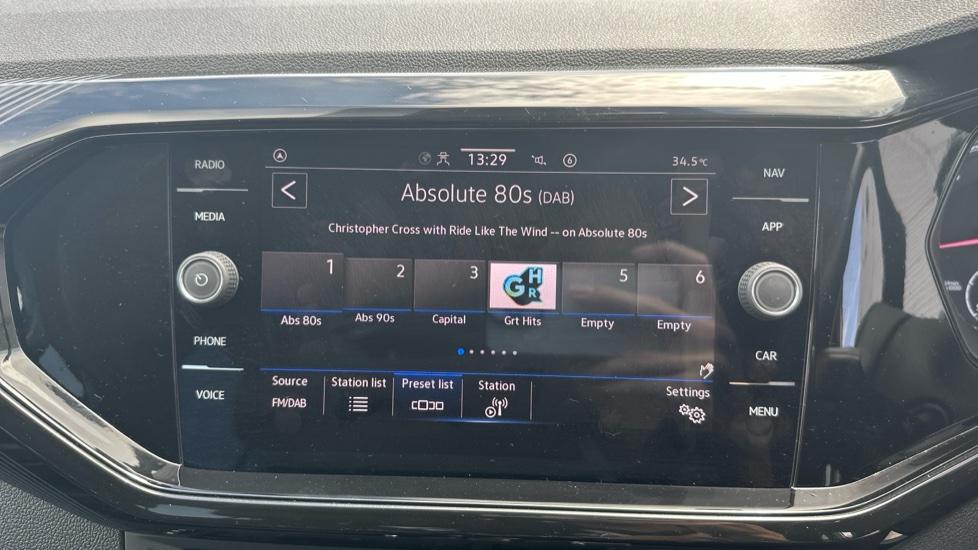 RADIO
MEDIA
PHONE
VOICE
13:29
6
34.5°C
Absolute 80s (DAB)
Christopher Cross with Ride Like The Wind -- on Absolute 80s
1 2 3 GHR 5 6
Abs 80s Abs 90s Capital Grt Hits Empty Empty
Source Station list Preset list Station Settings
FM/DAB
NAV
APP
CAR
MENU